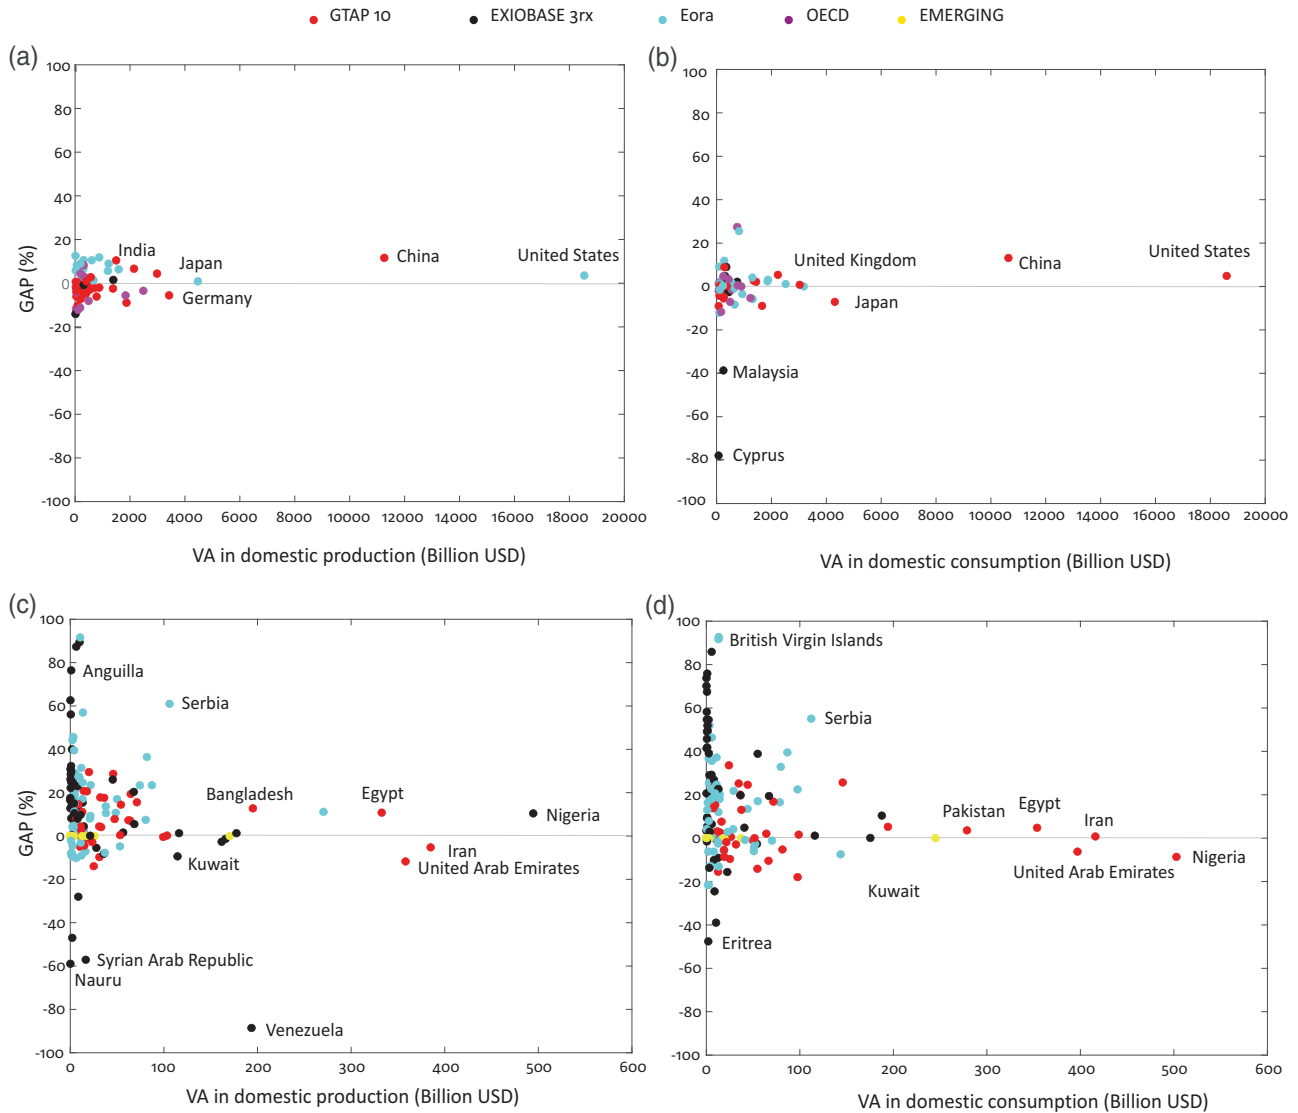 GTAP 10 EXIOBASE 3rx Eora OECD EMERGING
(a)
GAP (%)
100
80
60
40
20
0
-20
-40
-60
-80
-100
India
Japan
Germany
China
United States
0 2000 4000 6000 8000 10000 12000 14000 16000 18000 20000
VA in domestic production (Billion USD)
(b)
100
80
60
40
20
0
-20
-40
-60
-80
-100
United Kingdom
China
United States
Japan
Malaysia
Cyprus
0 2000 4000 6000 8000 10000 12000 14000 16000 18000 20000
VA in domestic consumption (Billion USD)
(c)
GAP (%)
100
80
60
40
20
0
-20
-40
-60
-80
-100
Anguilla
Serbia
Bangladesh
Egypt
Nigeria
Kuwait
Iran
United Arab Emirates
Syrian Arab Republic
Nauru
Venezuela
0 100 200 300 400 500 600
VA in domestic production (Billion USD)
(d)
100
80
60
40
20
0
-20
-40
-60
-80
-100
British Virgin Islands
Serbia
Pakistan
Egypt
Iran
United Arab Emirates
Nigeria
Kuwait
Eritrea
0 100 200 300 400 500 600
VA in domestic consumption (Billion USD)